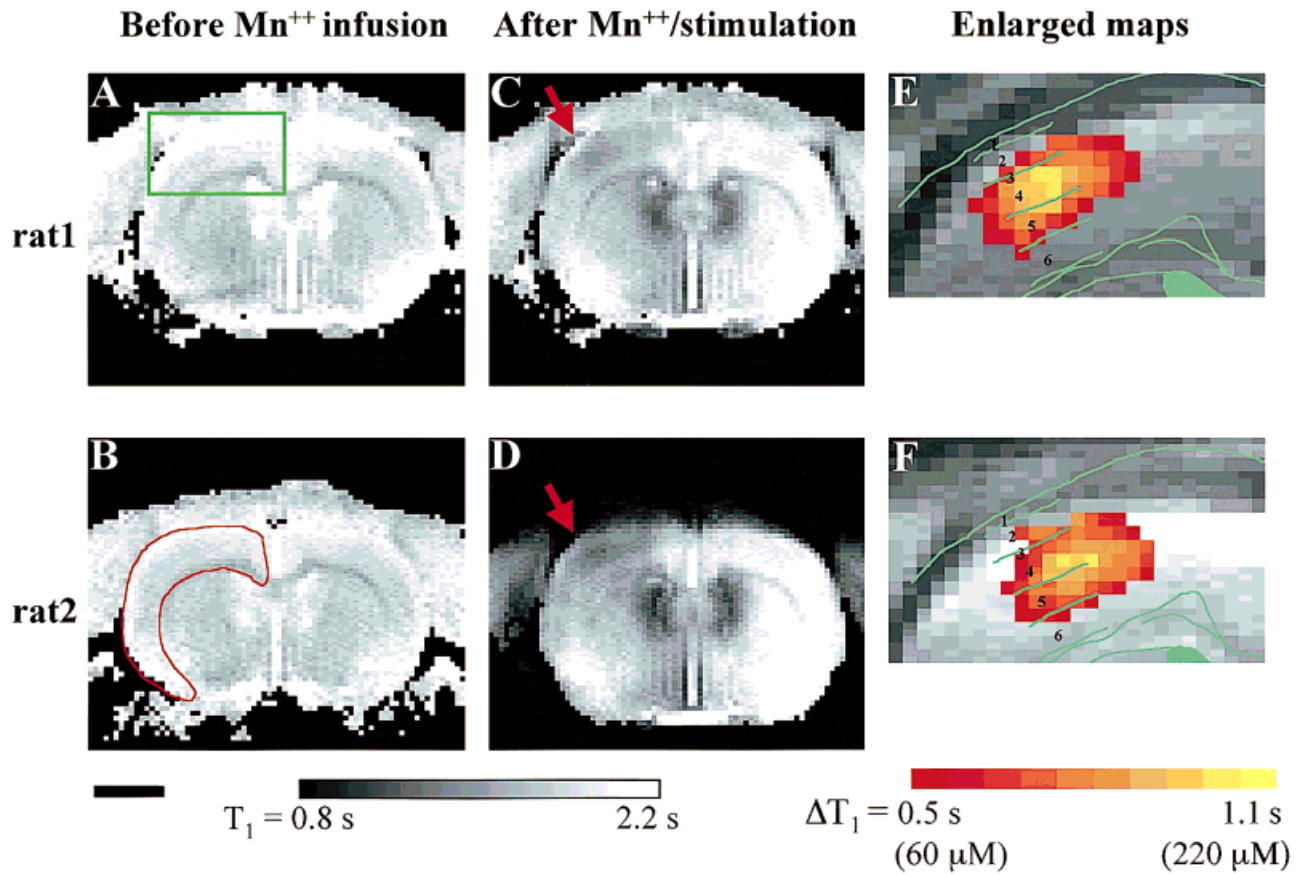 Before Mn⁺⁺ infusion After Mn⁺⁺/stimulation Enlarged maps
A C E
rat1
1
2
3
4
5
6
B D F
rat2
1
2
3
4
5
6
T₁ = 0.8 s 2.2 s ΔT₁ = 0.5 s 1.1 s
(60 μM) (220 μM)